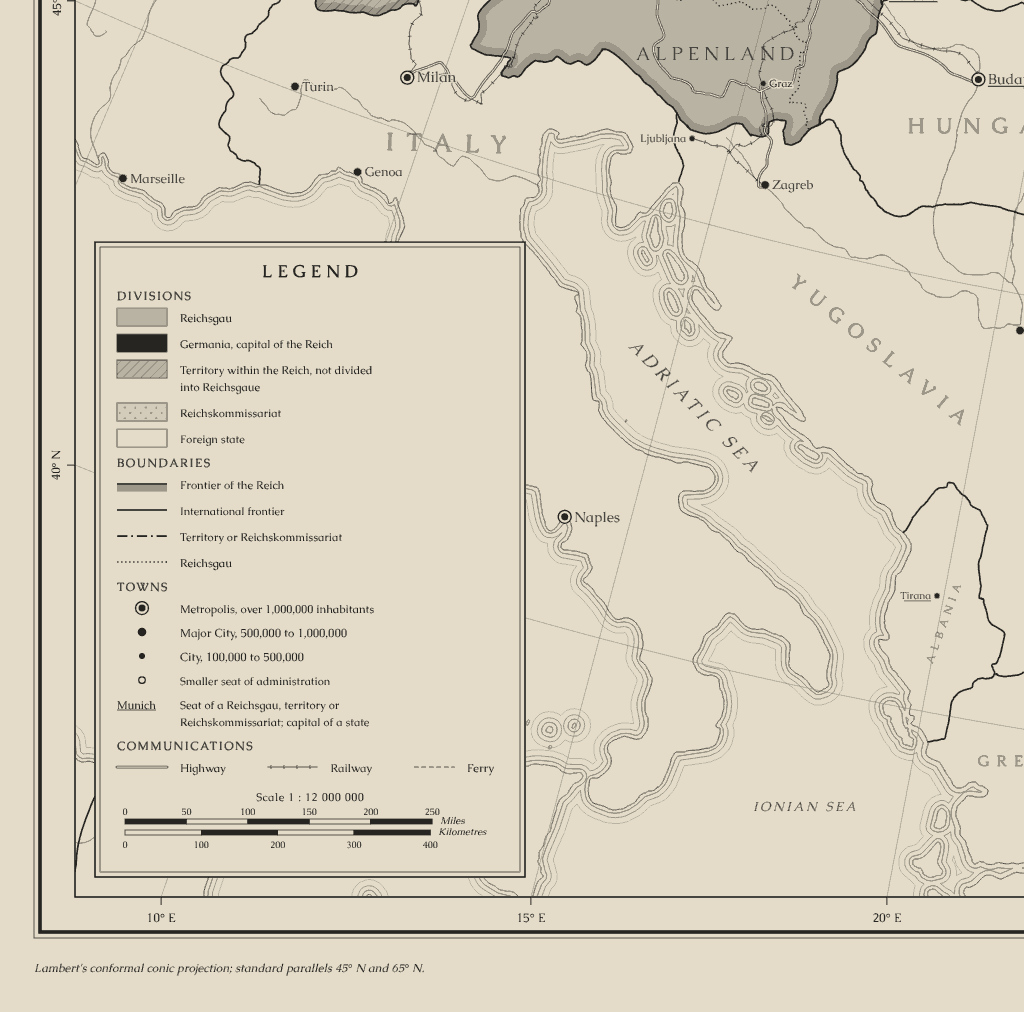 45°
ALPENLAND
Milan
Turin
Graz
Buda
ITALY
HUNGA
Ljubljana
Marseille
Genoa
Zagreb
YUGOSLAVIA
ADRIATIC SEA
40° N
Naples
Tirana
ALBANIA
GRE
IONIAN SEA
LEGEND
DIVISIONS
Reichsgau
Germania, capital of the Reich
Territory within the Reich, not divided
into Reichsgaue
Reichskommissariat
Foreign state
BOUNDARIES
Frontier of the Reich
International frontier
Territory or Reichskommissariat
Reichsgau
TOWNS
Metropolis, over 1,000,000 inhabitants
Major City, 500,000 to 1,000,000
City, 100,000 to 500,000
Smaller seat of administration
Munich Seat of a Reichsgau, territory or
Reichskommissariat; capital of a state
COMMUNICATIONS
Highway Railway Ferry
Scale 1 : 12 000 000
0 50 100 150 200 250
Miles
Kilometres
0 100 200 300 400
10° E 15° E 20° E
Lambert's conformal conic projection; standard parallels 45° N and 65° N.